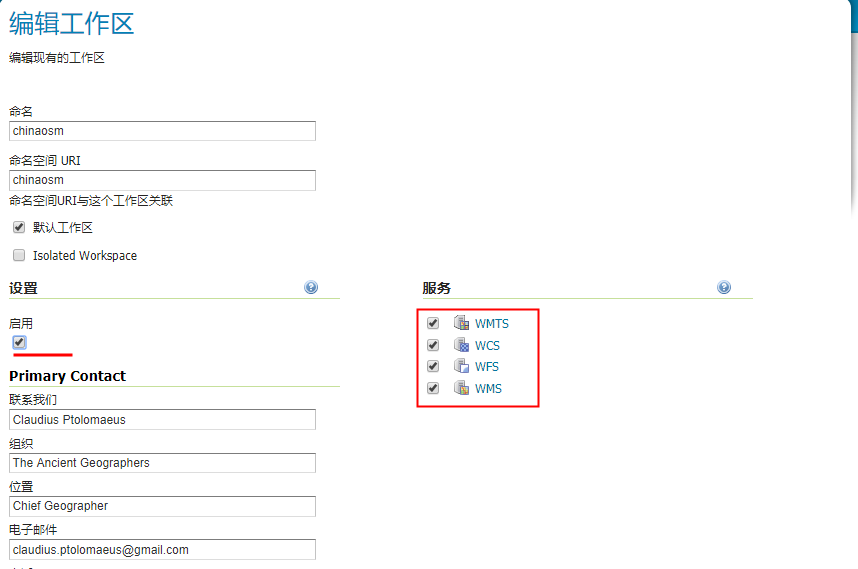 编辑工作区
编辑现有的工作区
命名
chinaosm
命名空间 URI
chinaosm
命名空间URI与这个工作区关联
默认工作区
Isolated Workspace
设置
启用
Primary Contact
联系我们
Claudius Ptolomaeus
组织
The Ancient Geographers
位置
Chief Geographer
电子邮件
claudius.ptolomaeus@gmail.com
服务
WMTS
WCS
WFS
WMS